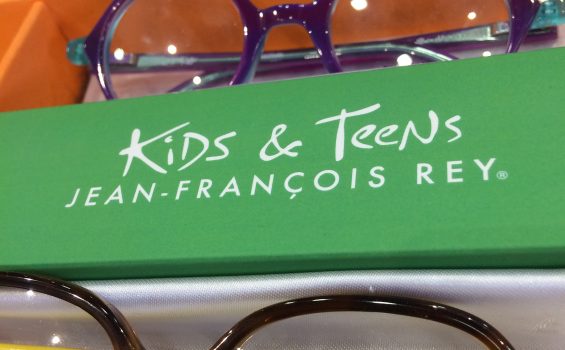 KiDS & TEENS
JEAN-FRANÇOIS REY®